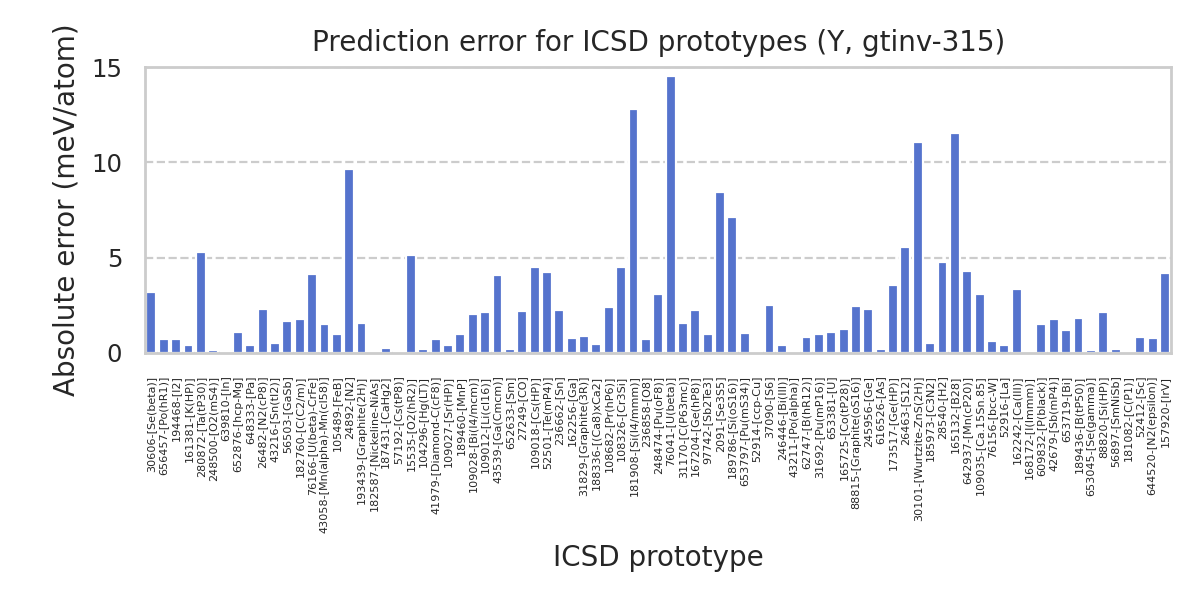 Prediction error for ICSD prototypes (Y, gtinv-315)
Absolute error (meV/atom)
15
10
5
0
30606-[Se(beta)]
656457-[Po(hR1)]
194468-[I2]
161381-[K(HP)]
280872-[Ta(tP30)]
248500-[O2(mS4)]
639810-[In]
652876-[hcp-Mg]
64833-[Pa]
26482-[N2(cP8)]
43216-[Sn(tI2)]
56503-[GaSb]
182760-[C(C2/m)]
76166-[U(beta)-CrFe]
43058-[Mn(alpha)-Mn(cI58)]
105489-[FeB]
24892-[N2]
193439-[Graphite(2H)]
182587-[Nickeline-NiAs]
187431-[CaHg2]
57192-[Cs(tP8)]
15535-[O2(hR2)]
104296-[Hg(LT)]
41979-[Diamond-C(cF8)]
109027-[Sr(HP)]
189460-[MnP]
109028-[Bi(I4/mcm)]
109012-[Li(cI16)]
43539-[Ga(Cmcm)]
652633-[Sm]
27249-[CO]
109018-[Cs(HP)]
52501-[Te(mP4)]
236662-[Sn]
162256-[Ga]
31829-[Graphite(3R)]
188336-[(Ca8)xCa2]
108682-[Pr(hP6)]
108326-[Cr3Si]
181908-[Si(I4/mmm)]
236858-[O8]
248474-[Pu(oF8)]
76041-[U(beta)]
31170-[C(P63mc)]
167204-[Ge(hP8)]
97742-[Sb2Te3]
2091-[Se3S5]
189786-[Si(oS16)]
653797-[Pu(mS34)]
52914-[ccp-Cu]
37090-[S6]
246446-[Bi(III)]
43211-[Po(alpha)]
62747-[B(hR12)]
31692-[Pu(mP16)]
653381-[U]
165725-[Co(tP28)]
88815-[Graphite(oS16)]
245956-[Ge]
616526-[As]
173517-[Ge(HP)]
26463-[S12]
30101-[Wurtzite-ZnS(2H)]
185973-[C3N2]
28540-[H2]
165132-[B28]
642937-[Mn(cP20)]
109035-[Ca.15Sn.85]
76156-[bcc-W]
52916-[La]
162242-[Ca(III)]
168172-[I(Immm)]
609832-[P(black)]
42679-[Sb(mP4)]
653719-[Bi]
189436-[B(tP50)]
653045-[Se(gamma)]
88820-[Si(HP)]
56897-[SmNiSb]
181082-[C(P1)]
52412-[Sc]
644520-[N2(epsilon)]
157920-[IrV]
ICSD prototype